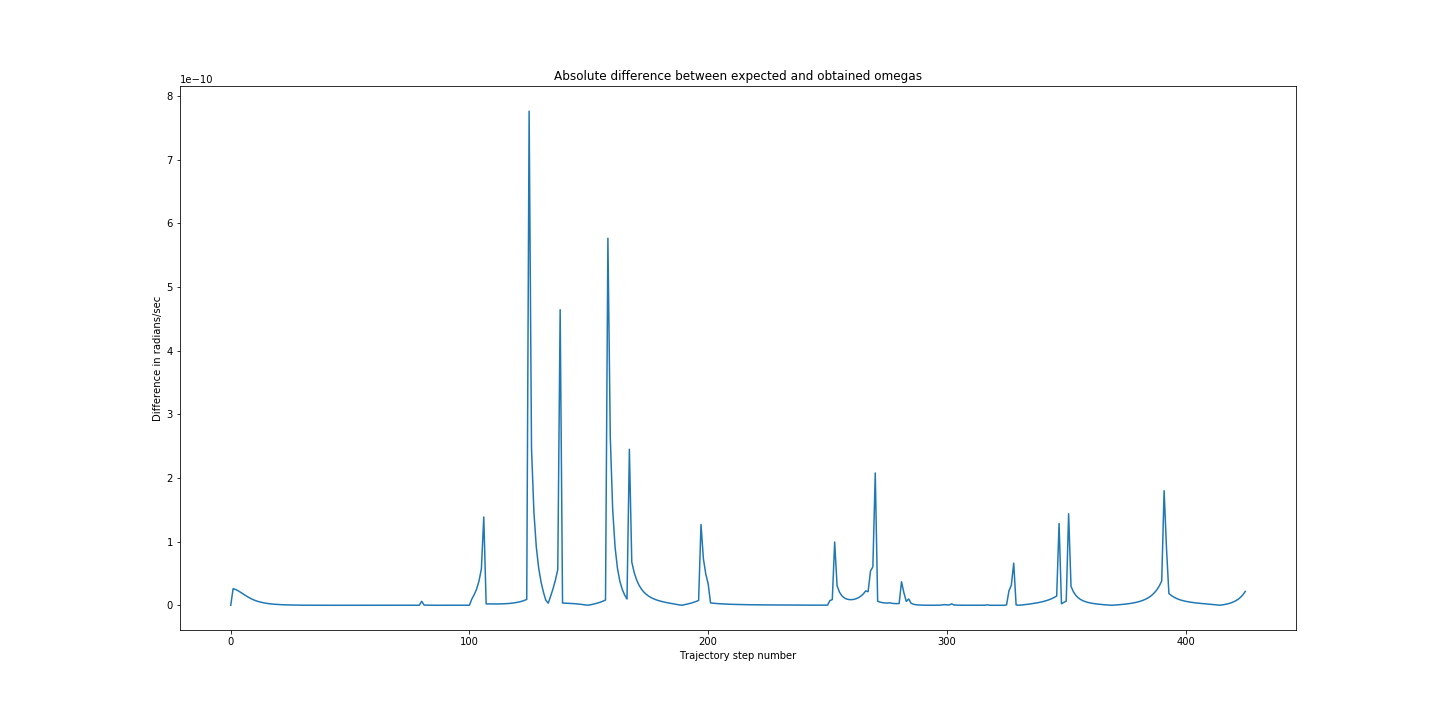 Absolute difference between expected and obtained omegas
1e−10
8
7
6
5
4
3
2
1
0
Difference in radians/sec
0 100 200 300 400
Trajectory step number